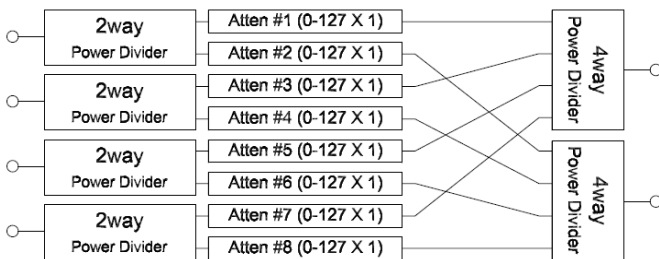 2way
Power Divider
2way
Power Divider
2way
Power Divider
2way
Power Divider
Atten #1 (0-127 X 1)
Atten #2 (0-127 X 1)
Atten #3 (0-127 X 1)
Atten #4 (0-127 X 1)
Atten #5 (0-127 X 1)
Atten #6 (0-127 X 1)
Atten #7 (0-127 X 1)
Atten #8 (0-127 X 1)
4way
Power Divider
4way
Power Divider